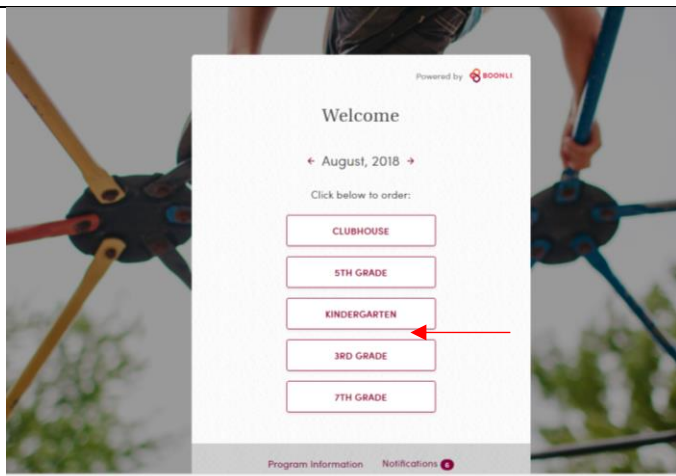 Powered by BOONLI
Welcome
← August, 2018 →
Click below to order:
CLUBHOUSE
5TH GRADE
KINDERGARTEN
3RD GRADE
7TH GRADE
Program Information Notifications 6